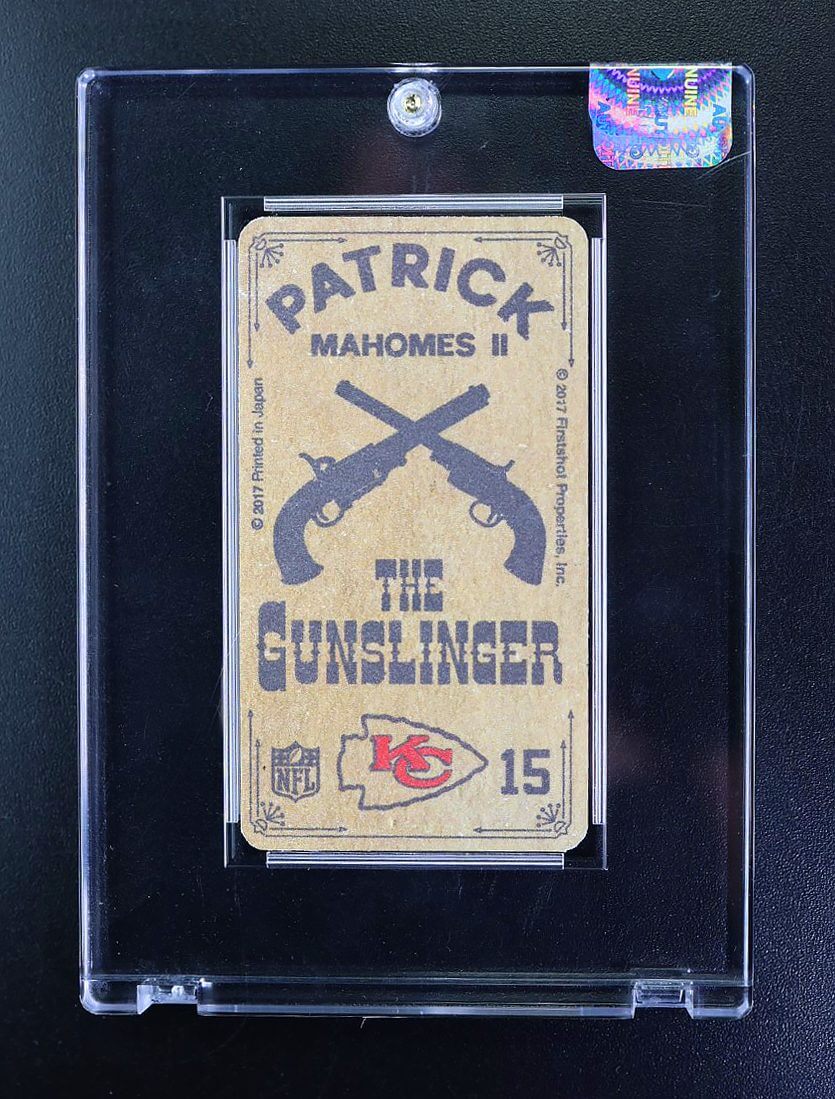 PATRICK
MAHOMES II
© 2017 Printed in Japan
© 2017 Firstshot Properties, Inc.
THE
GUNSLINGER
NFL
KC
15